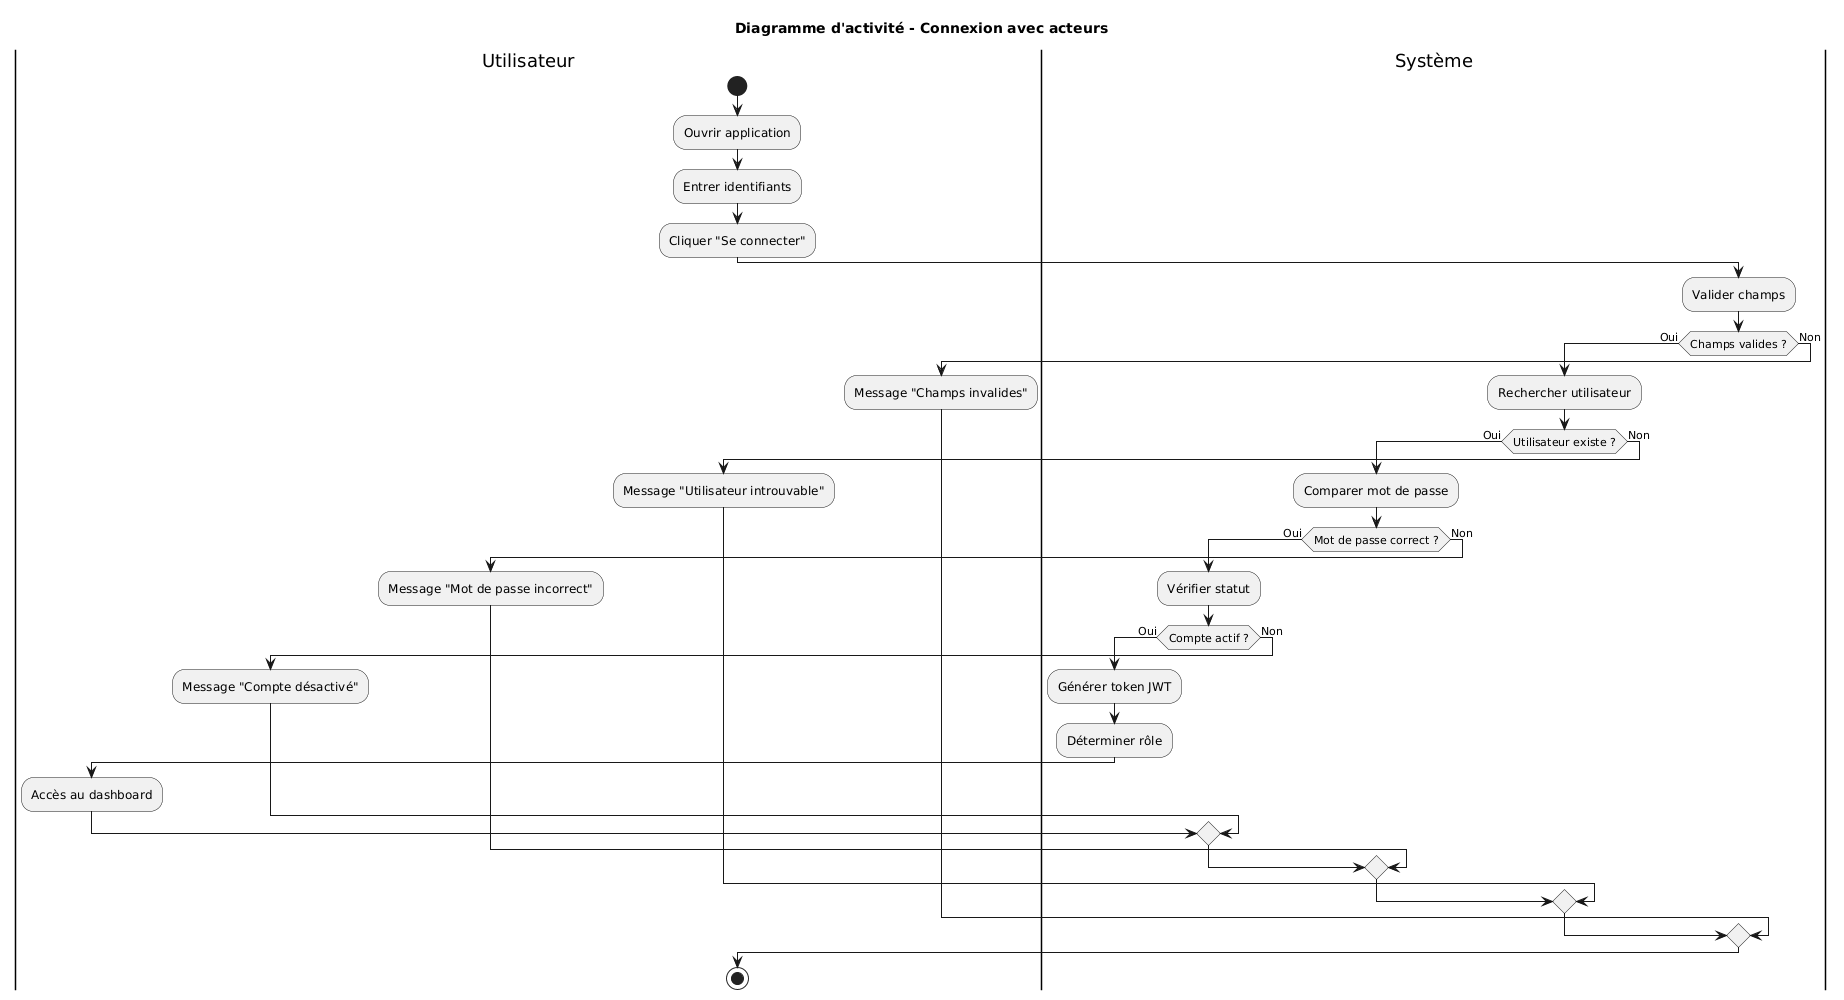 Diagramme d'activité - Connexion avec acteurs
Utilisateur
Système
Ouvrir application
Entrer identifiants
Cliquer "Se connecter"
Valider champs
Oui
Champs valides ?
Non
Message "Champs invalides"
Rechercher utilisateur
Oui
Utilisateur existe ?
Non
Message "Utilisateur introuvable"
Comparer mot de passe
Oui
Mot de passe correct ?
Non
Message "Mot de passe incorrect"
Vérifier statut
Oui
Compte actif ?
Non
Message "Compte désactivé"
Générer token JWT
Déterminer rôle
Accès au dashboard